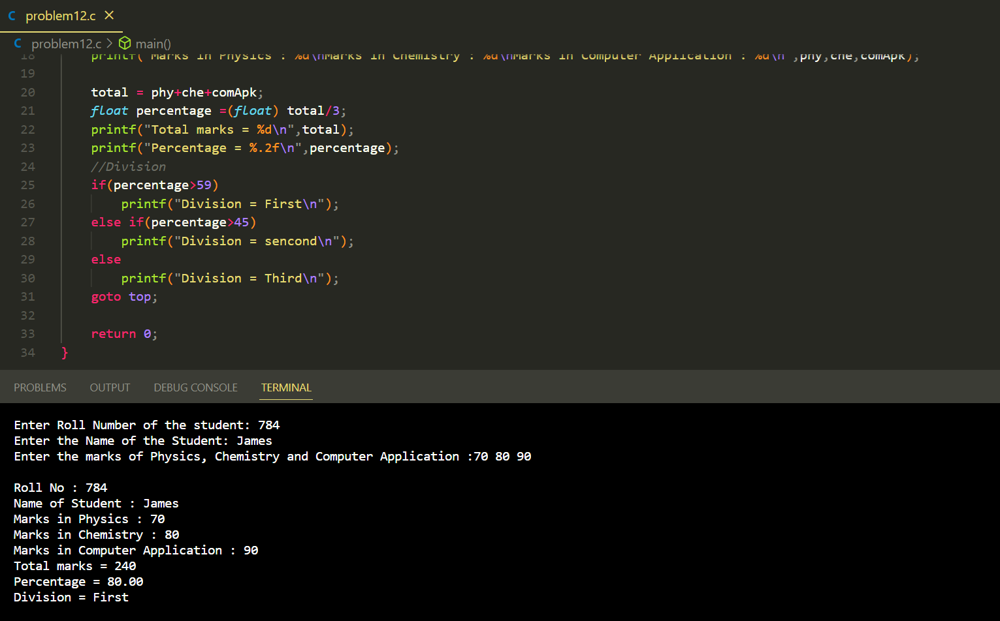 C problem12.c ×
C problem12.c > main()
18 printf("Marks in Physics : %d\nMarks in Chemistry : %d\nMarks in Computer Application : %d\n",phy,che,comApk);
19
20 total = phy+che+comApk;
21 float percentage =(float) total/3;
22 printf("Total marks = %d\n",total);
23 printf("Percentage = %.2f\n",percentage);
24 //Division
25 if(percentage>59)
26 printf("Division = First\n");
27 else if(percentage>45)
28 printf("Division = sencond\n");
29 else
30 printf("Division = Third\n");
31 goto top;
32
33 return 0;
34 }
PROBLEMS OUTPUT DEBUG CONSOLE TERMINAL
Enter Roll Number of the student: 784
Enter the Name of the Student: James
Enter the marks of Physics, Chemistry and Computer Application :70 80 90
Roll No : 784
Name of Student : James
Marks in Physics : 70
Marks in Chemistry : 80
Marks in Computer Application : 90
Total marks = 240
Percentage = 80.00
Division = First